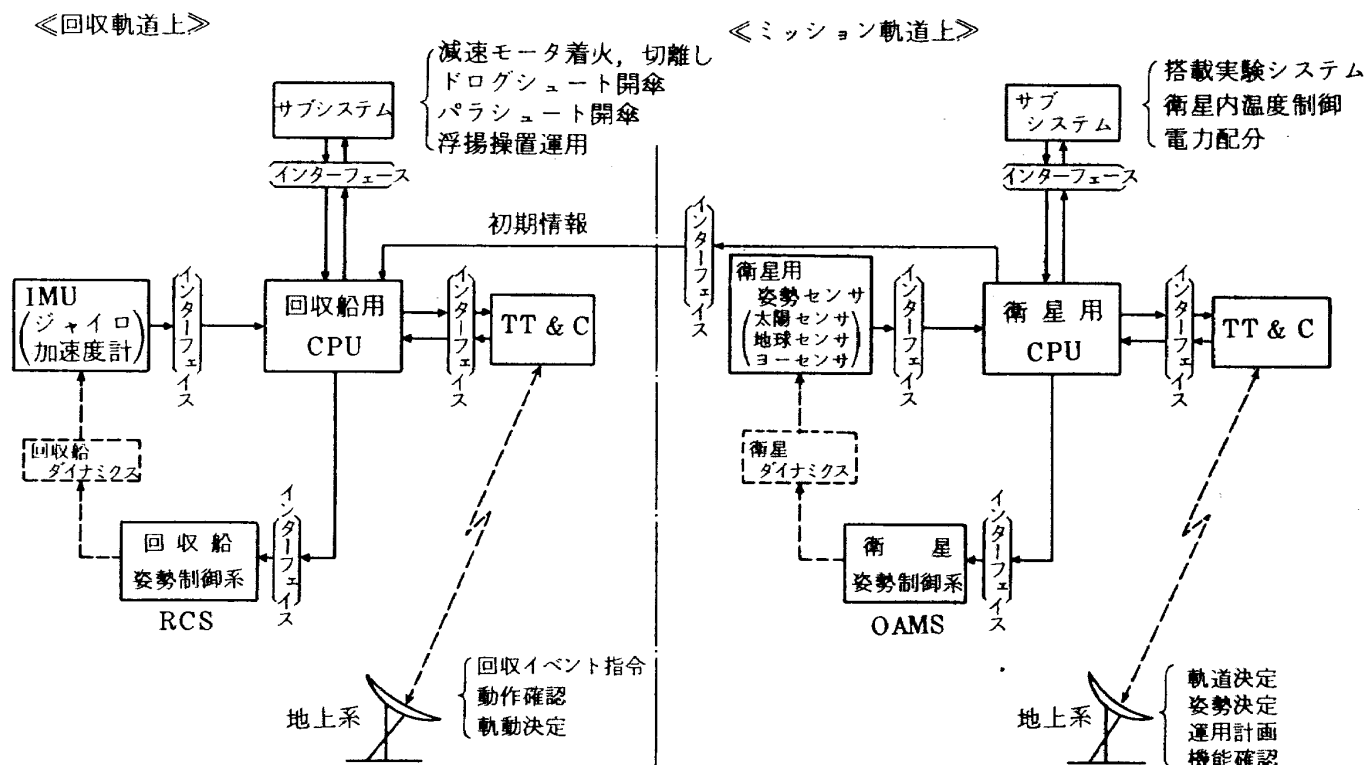 ≪回収軌道上≫
減速モータ着火，切離し
ドログシュート開傘
パラシュート開傘
浮揚操置運用
サブシステム
インターフェース
初期情報
IMU
(ジャイロ
加速度計)
インターフェイス
回収船用
CPU
インターフェイス
TT & C
回収船
ダイナミクス
回収船
姿勢制御系
RCS
インターフェイス
地上系
回収イベント指令
動作確認
軌動決定
≪ミッション軌道上≫
搭載実験システム
衛星内温度制御
電力配分
サブ
システム
インターフェース
インターフェイス
衛星用
姿勢センサ
(太陽センサ
地球センサ
ヨーセンサ)
インターフェイス
衛星用
CPU
インターフェイス
TT & C
衛星
ダイナミクス
衛星
姿勢制御系
OAMS
インターフェイス
地上系
軌道決定
姿勢決定
運用計画
機能確認